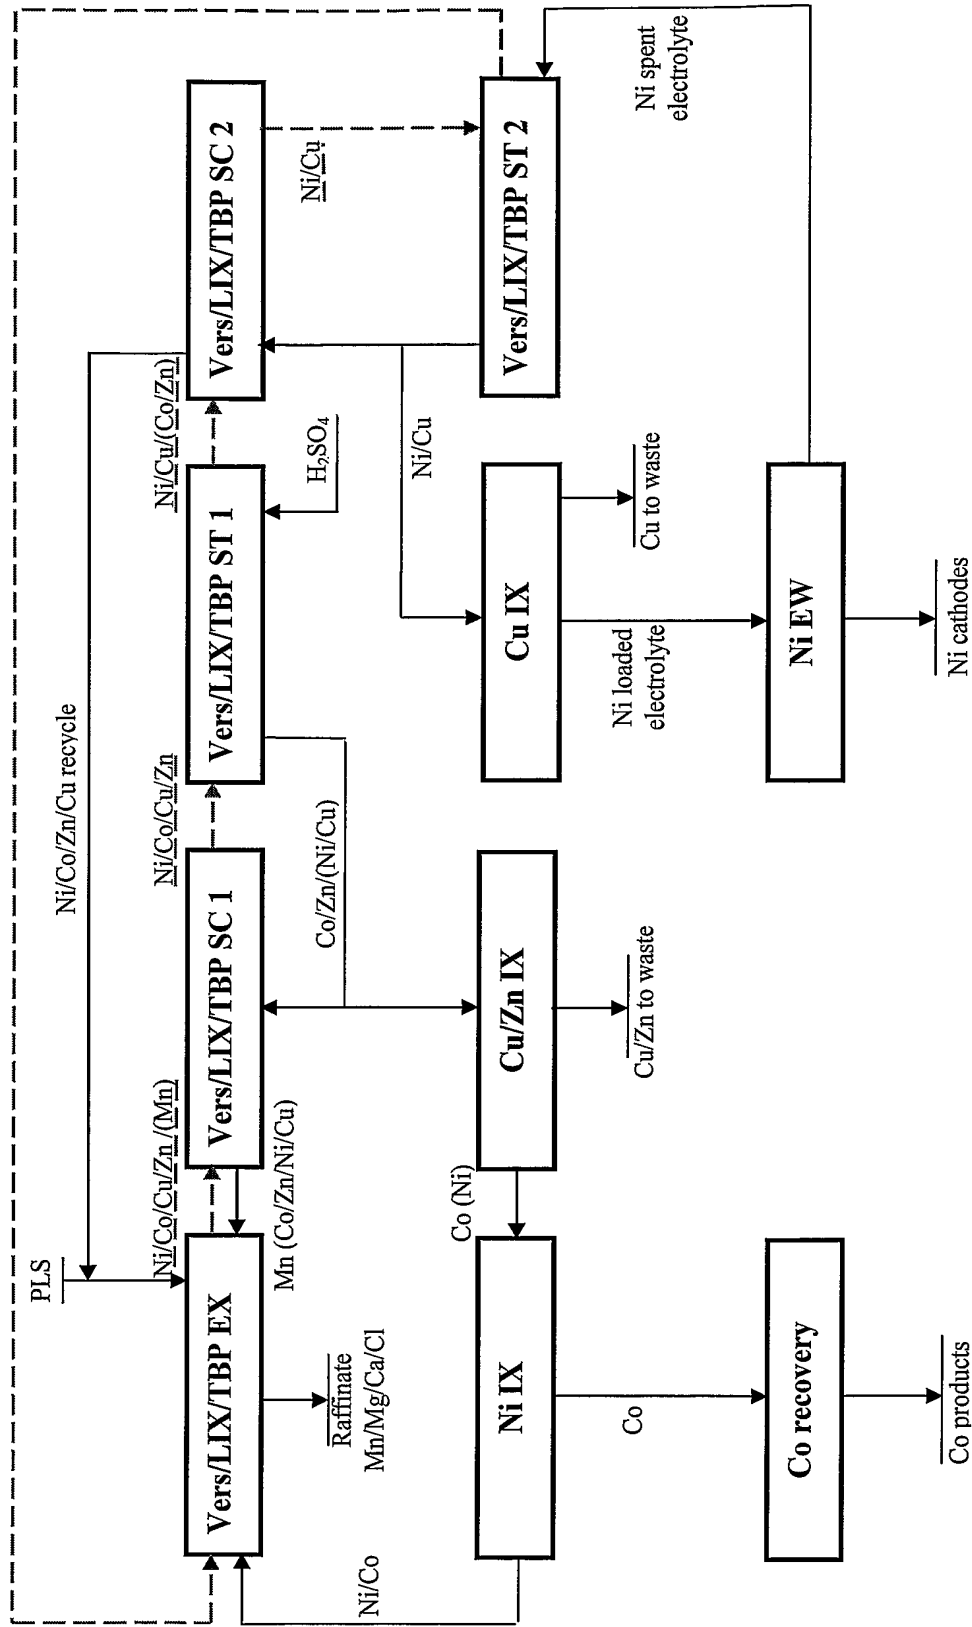 Ni/Co/Zn/Cu recycle
PLS
Ni/Co/Cu/Zn /(Mn)
Ni/Co/Cu/Zn
Ni/Cu/(Co/Zn)
Vers/LIX/TBP EX
Vers/LIX/TBP SC 1
Vers/LIX/TBP ST 1
Vers/LIX/TBP SC 2
Mn (Co/Zn/Ni/Cu)
Raffinate
Mn/Mg/Ca/Cl
Co/Zn/(Ni/Cu)
H₂SO₄
Ni/Cu
Ni/Cu
Ni/Co
Co (Ni)
Ni IX
Cu/Zn IX
Cu IX
Vers/LIX/TBP ST 2
Co
Cu/Zn to waste
Ni loaded
electrolyte
Cu to waste
Ni spent
electrolyte
Co recovery
Ni EW
Co products
Ni cathodes